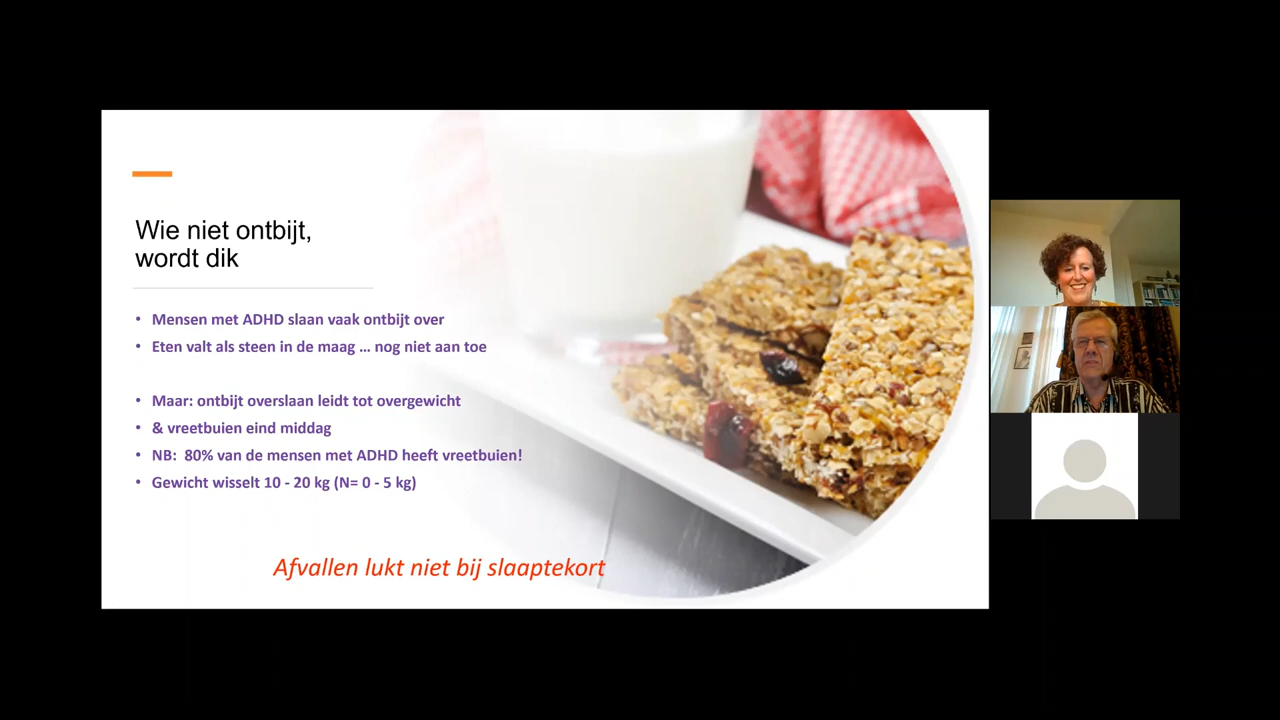 Wie niet ontbijt,
wordt dik
• Mensen met ADHD slaan vaak ontbijt over
• Eten valt als steen in de maag ... nog niet aan toe
• Maar: ontbijt overslaan leidt tot overgewicht
• & vreetbuien eind middag
• NB:  80% van de mensen met ADHD heeft vreetbuien!
• Gewicht wisselt 10 - 20 kg (N= 0 - 5 kg)
Afvallen lukt niet bij slaaptekort